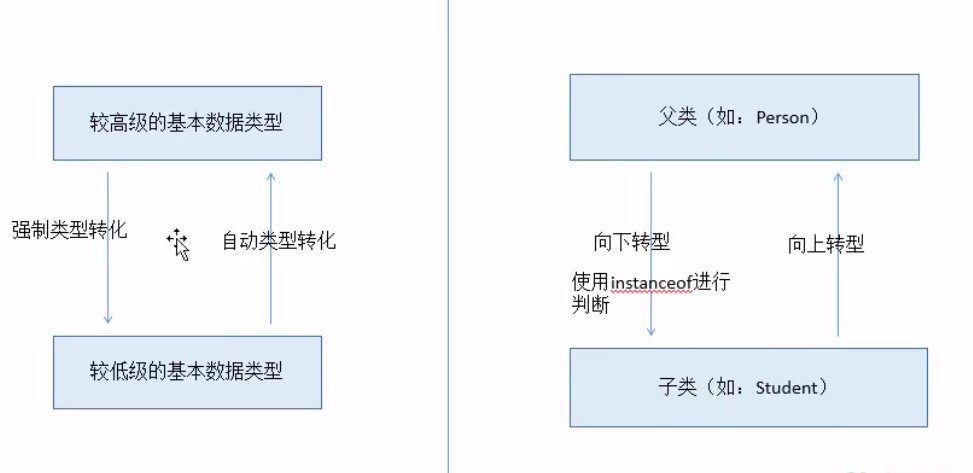 较高级的基本数据类型
强制类型转化
自动类型转化
较低级的基本数据类型
父类（如：Person）
向下转型
使用instanceof进行
判断
向上转型
子类（如：Student）